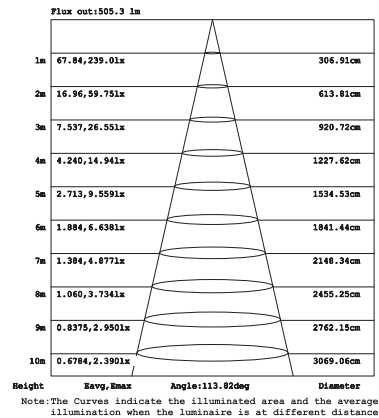 Flux out:505.3 lm
1m 67.84,239.0lx 306.91cm
2m 16.96,59.75lx 613.81cm
3m 7.537,26.55lx 920.72cm
4m 4.240,14.94lx 1227.62cm
5m 2.713,9.559lx 1534.53cm
6m 1.884,6.638lx 1841.44cm
7m 1.384,4.877lx 2148.34cm
8m 1.060,3.734lx 2455.25cm
9m 0.8375,2.950lx 2762.15cm
10m 0.6784,2.390lx 3069.06cm
Height Eavg,Emax Angle:113.82deg Diameter
Note:The Curves indicate the illuminated area and the average
illumination when the luminaire is at different distance